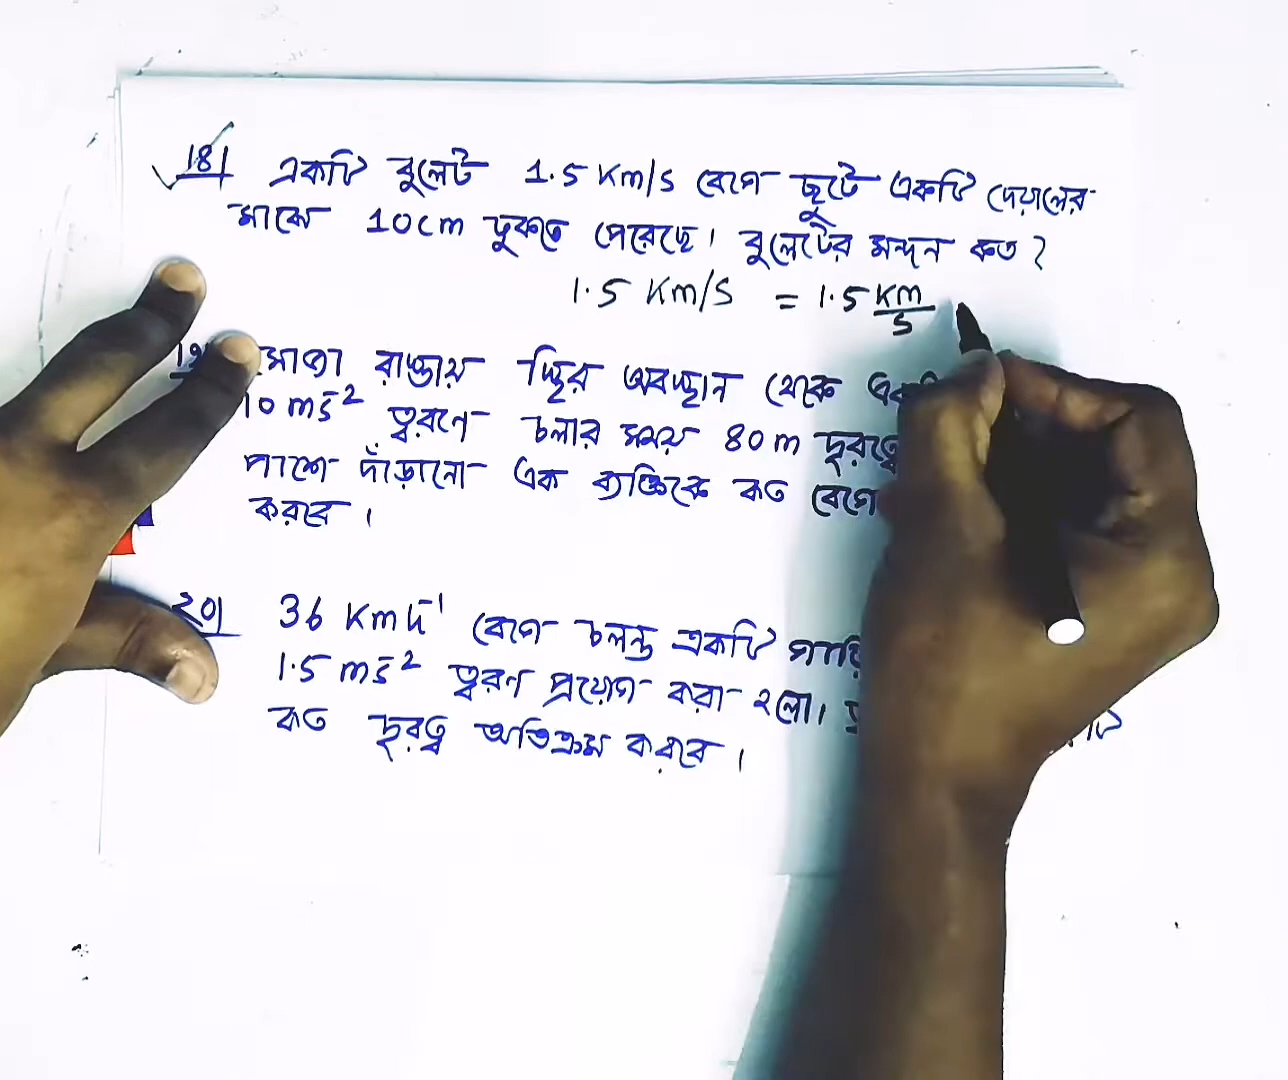 18। একটি বুলেট 1.5 Km/s বেগে ছুটে একটি দেয়ালের
মাঝে 10cm ঢুকতে পেরেছে। বুলেটের মন্দন কত?
1.5 Km/s = 1.5 Km/s
সোজা রাস্তায় স্থির অবস্থান থেকে
10 ms⁻² ত্বরণে চলার সময় 80 m দূরত্বে
পাশে দাঁড়ানো এক ব্যক্তিকে কত বেগে
করবে।
20। 36 Kmh⁻¹ বেগে চলন্ত একটি
1.5 ms⁻² ত্বরণ প্রয়োগ করা হলো।
কত দূরত্ব অতিক্রম করবে।